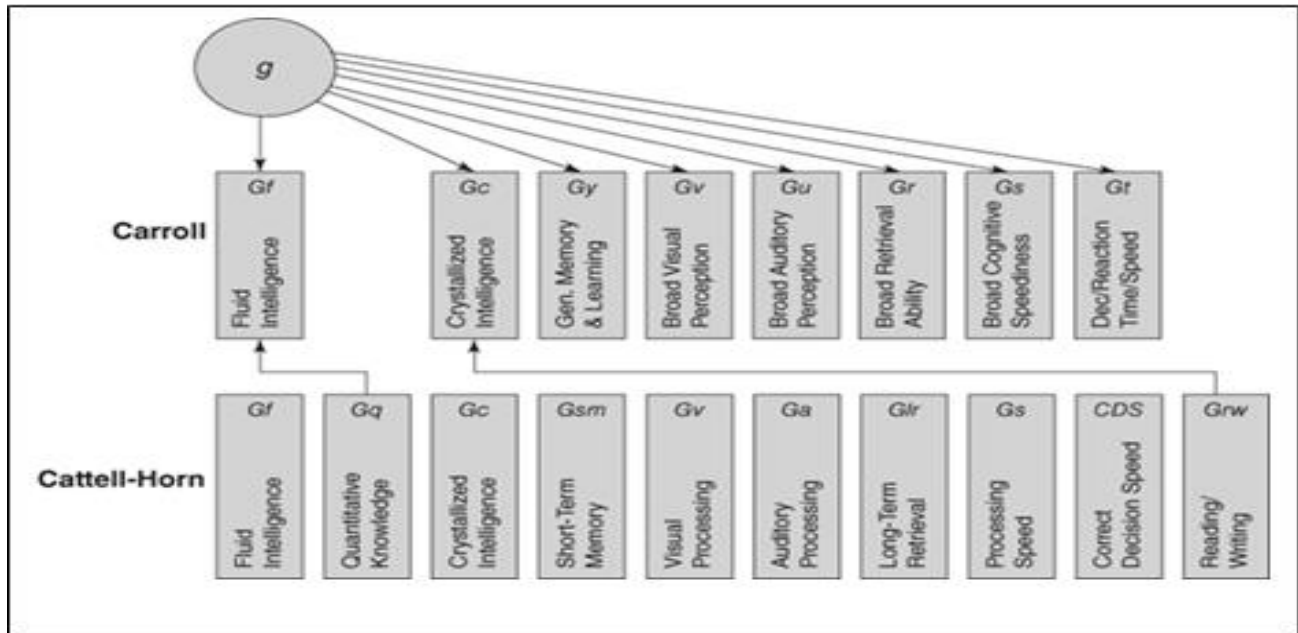 g
Carroll
Gf
Fluid
Intelligence
Gc
Crystallized
Intelligence
Gy
Gen. Memory
& Learning
Gv
Broad Visual
Perception
Gu
Broad Auditory
Perception
Gr
Broad Retrieval
Ability
Gs
Broad Cognitive
Speediness
Gt
Dec/Reaction
Time/Speed
Cattell-Horn
Gf
Fluid
Intelligence
Gq
Quantitative
Knowledge
Gc
Crystallized
Intelligence
Gsm
Short-Term
Memory
Gv
Visual
Processing
Ga
Auditory
Processing
Glr
Long-Term
Retrieval
Gs
Processing
Speed
CDS
Correct
Decision Speed
Grw
Reading/
Writing